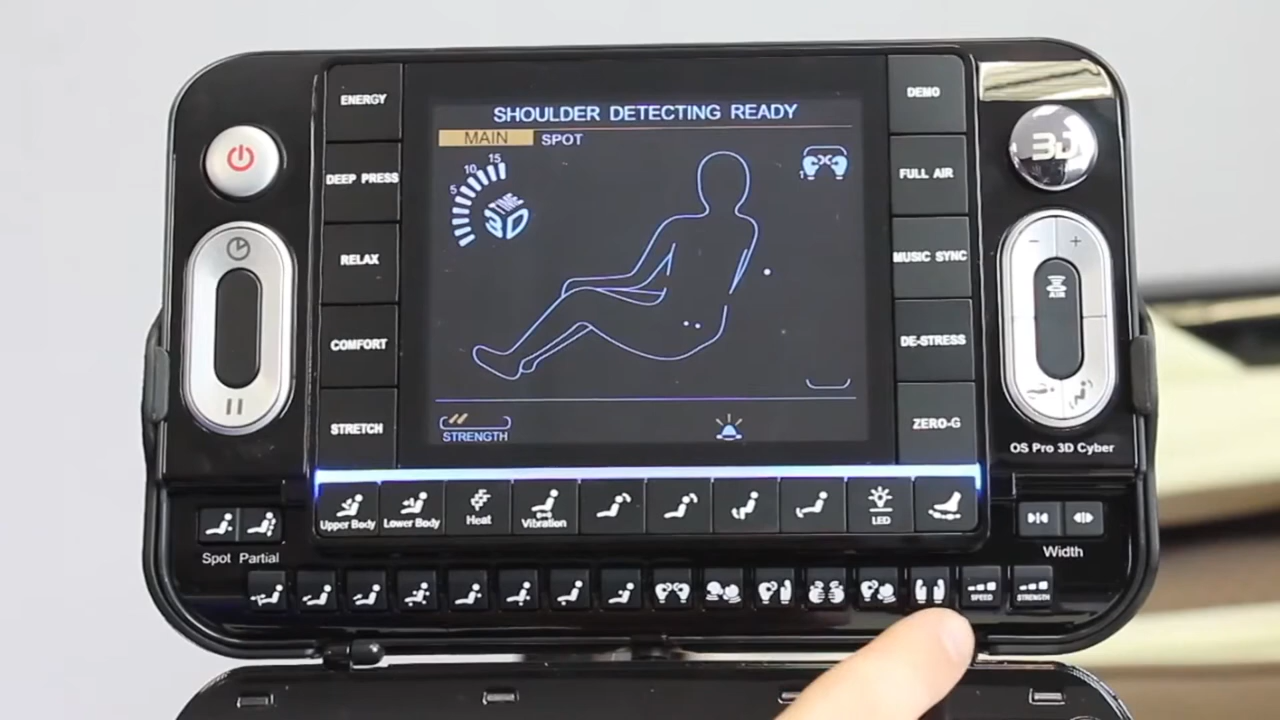 ENERGY
DEEP PRESS
RELAX
COMFORT
STRETCH
SHOULDER DETECTING READY
MAIN
SPOT
5
10
15
TIME
3D
1
STRENGTH
DEMO
FULL AIR
MUSIC SYNC
DE-STRESS
ZERO-G
3D
- +
AIR
OS Pro 3D Cyber
Upper Body
Lower Body
Heat
Vibration
LED
Spot Partial
Width
SPEED
STRENGTH